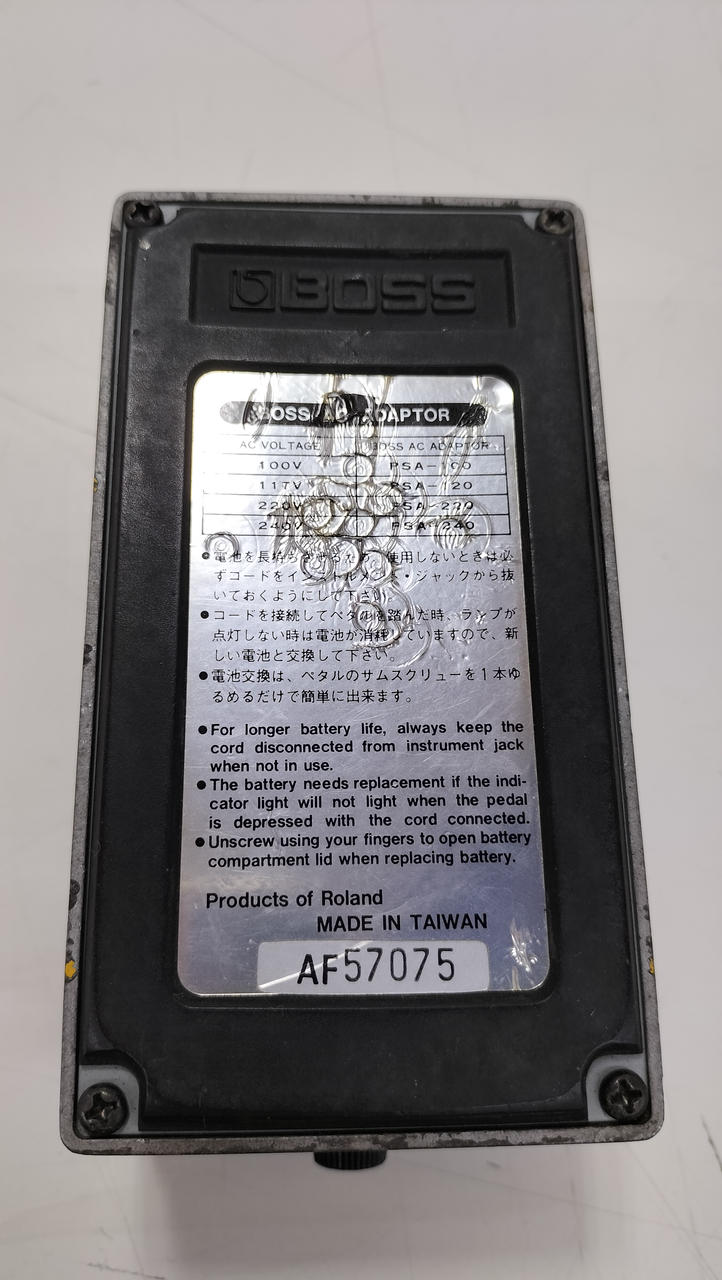 BOSS
BOSS AC ADAPTOR
AC VOLTAGE BOSS AC ADAPTOR
100V PSA-100
117V PSA-120
220V PSA-220
240V PSA-240
●電池を長持ちさせるため、使用しないときは必
ずコードをインストルメント・ジャックから抜
いておくようにして下さい。
●コードを接続してペタルを踏んだ時、ランプが
点灯しない時は電池が消耗していますので、新
しい電池と交換して下さい。
●電池交換は、ペタルのサムスクリューを1本ゆ
るめるだけで簡単に出来ます。
●For longer battery life, always keep the
cord disconnected from instrument jack
when not in use.
●The battery needs replacement if the indi-
cator light will not light when the pedal
is depressed with the cord connected.
●Unscrew using your fingers to open battery
compartment lid when replacing battery.
Products of Roland
MADE IN TAIWAN
AF57075